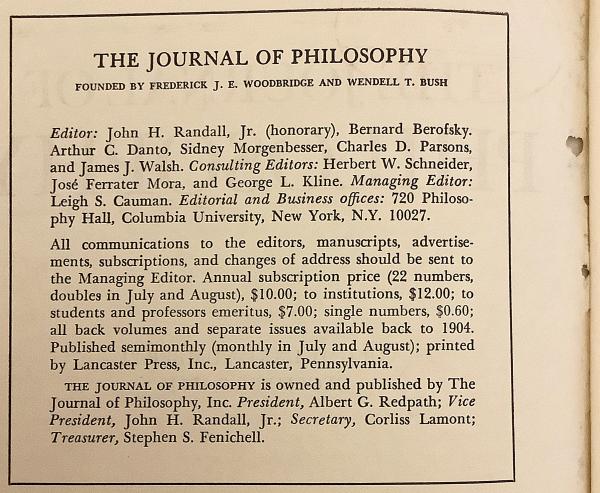 THE JOURNAL OF PHILOSOPHY
FOUNDED BY FREDERICK J. E. WOODBRIDGE AND WENDELL T. BUSH
Editor: John H. Randall, Jr. (honorary), Bernard Berofsky.
Arthur C. Danto, Sidney Morgenbesser, Charles D. Parsons,
and James J. Walsh. Consulting Editors: Herbert W. Schneider,
José Ferrater Mora, and George L. Kline. Managing Editor:
Leigh S. Cauman. Editorial and Business offices: 720 Philoso-
phy Hall, Columbia University, New York, N.Y. 10027.
All communications to the editors, manuscripts, advertise-
ments, subscriptions, and changes of address should be sent to
the Managing Editor. Annual subscription price (22 numbers,
doubles in July and August), $10.00; to institutions, $12.00; to
students and professors emeritus, $7.00; single numbers, $0.60;
all back volumes and separate issues available back to 1904.
Published semimonthly (monthly in July and August); printed
by Lancaster Press, Inc., Lancaster, Pennsylvania.
THE JOURNAL OF PHILOSOPHY is owned and published by The
Journal of Philosophy, Inc. President, Albert G. Redpath; Vice
President, John H. Randall, Jr.; Secretary, Corliss Lamont;
Treasurer, Stephen S. Fenichell.